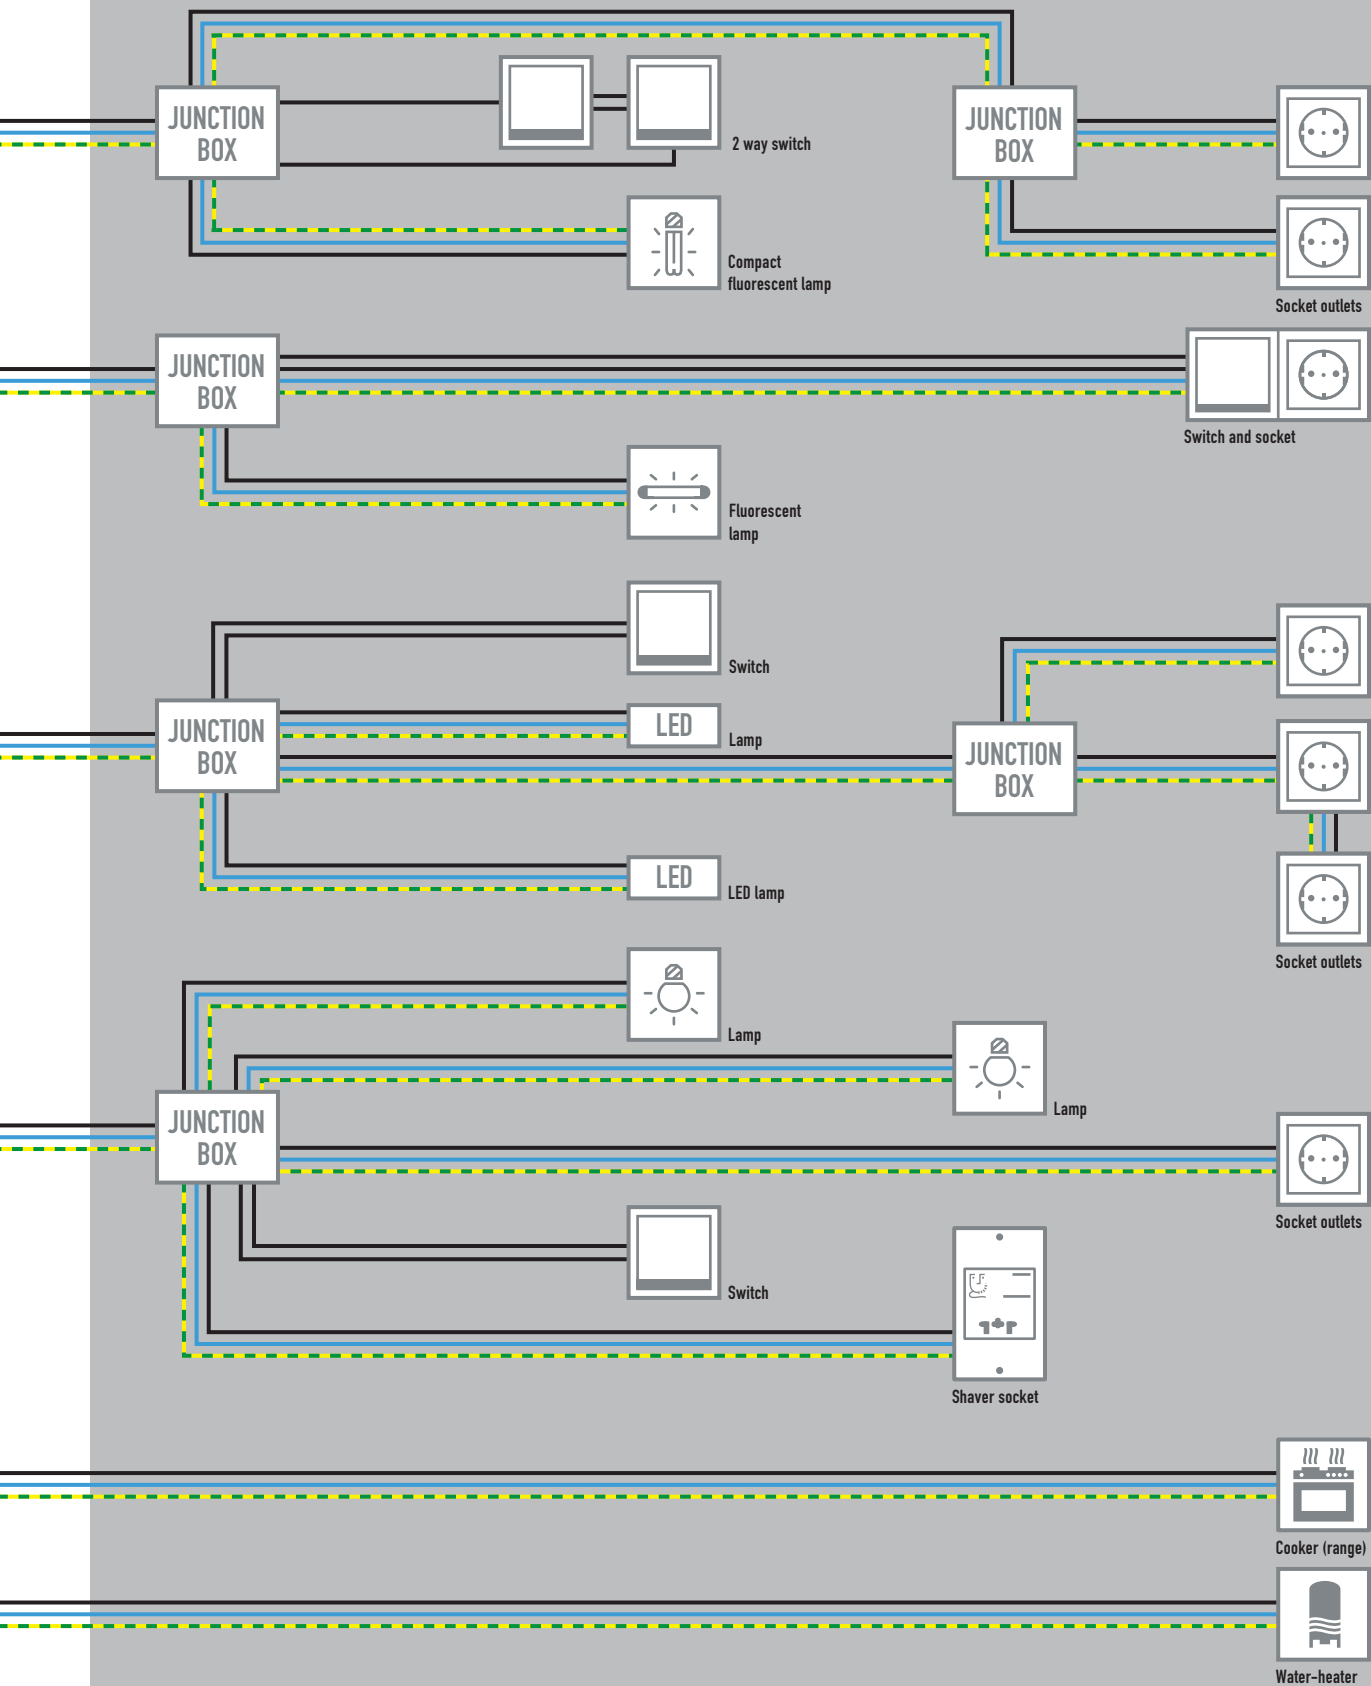 JUNCTION
BOX
2 way switch
JUNCTION
BOX
Compact
fluorescent lamp
Socket outlets
JUNCTION
BOX
Switch and socket
Fluorescent
lamp
Switch
JUNCTION
BOX
LED
Lamp
JUNCTION
BOX
LED
LED lamp
Socket outlets
Lamp
Lamp
JUNCTION
BOX
Socket outlets
Switch
Shaver socket
Cooker (range)
Water-heater